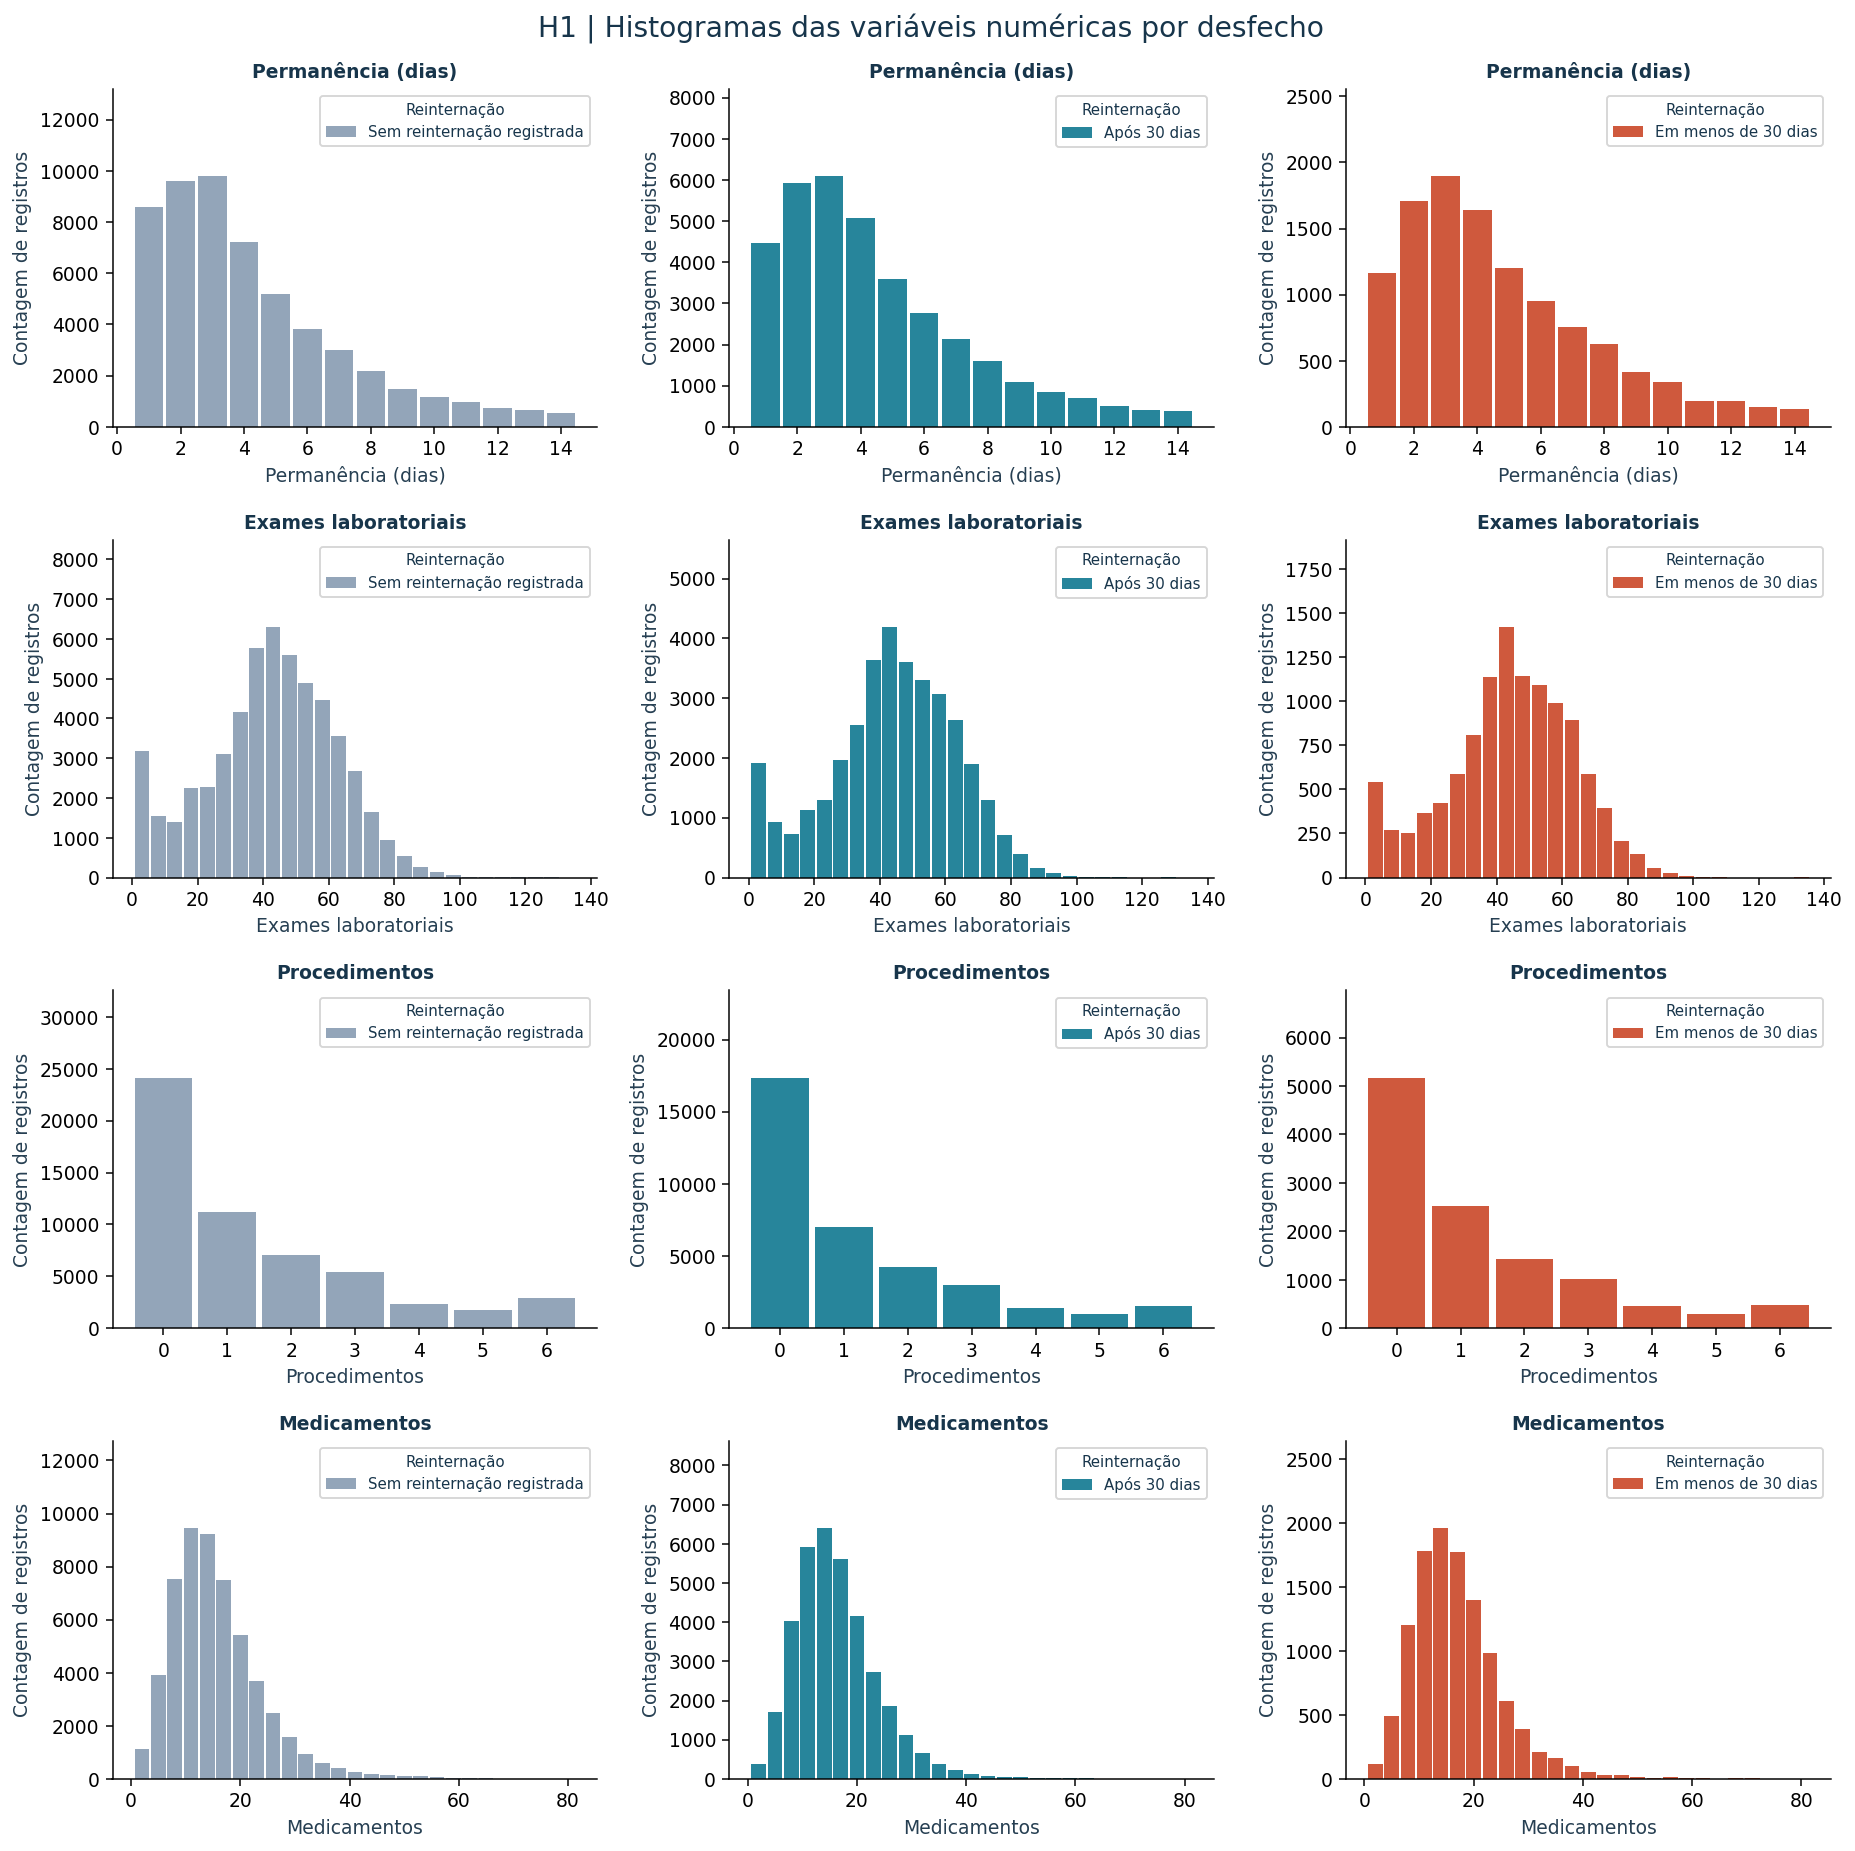 H1 | Histogramas das variáveis numéricas por desfecho
Permanência (dias)
Contagem de registros
12000
10000
8000
6000
4000
2000
0
Reinternação
Sem reinternação registrada
0 2 4 6 8 10 12 14
Permanência (dias)
Permanência (dias)
Contagem de registros
8000
7000
6000
5000
4000
3000
2000
1000
0
Reinternação
Após 30 dias
0 2 4 6 8 10 12 14
Permanência (dias)
Permanência (dias)
Contagem de registros
2500
2000
1500
1000
500
0
Reinternação
Em menos de 30 dias
0 2 4 6 8 10 12 14
Permanência (dias)
Exames laboratoriais
Contagem de registros
8000
7000
6000
5000
4000
3000
2000
1000
0
Reinternação
Sem reinternação registrada
0 20 40 60 80 100 120 140
Exames laboratoriais
Exames laboratoriais
Contagem de registros
5000
4000
3000
2000
1000
0
Reinternação
Após 30 dias
0 20 40 60 80 100 120 140
Exames laboratoriais
Exames laboratoriais
Contagem de registros
1750
1500
1250
1000
750
500
250
0
Reinternação
Em menos de 30 dias
0 20 40 60 80 100 120 140
Exames laboratoriais
Procedimentos
Contagem de registros
30000
25000
20000
15000
10000
5000
0
Reinternação
Sem reinternação registrada
0 1 2 3 4 5 6
Procedimentos
Procedimentos
Contagem de registros
20000
15000
10000
5000
0
Reinternação
Após 30 dias
0 1 2 3 4 5 6
Procedimentos
Procedimentos
Contagem de registros
6000
5000
4000
3000
2000
1000
0
Reinternação
Em menos de 30 dias
0 1 2 3 4 5 6
Procedimentos
Medicamentos
Contagem de registros
12000
10000
8000
6000
4000
2000
0
Reinternação
Sem reinternação registrada
0 20 40 60 80
Medicamentos
Medicamentos
Contagem de registros
8000
7000
6000
5000
4000
3000
2000
1000
0
Reinternação
Após 30 dias
0 20 40 60 80
Medicamentos
Medicamentos
Contagem de registros
2500
2000
1500
1000
500
0
Reinternação
Em menos de 30 dias
0 20 40 60 80
Medicamentos